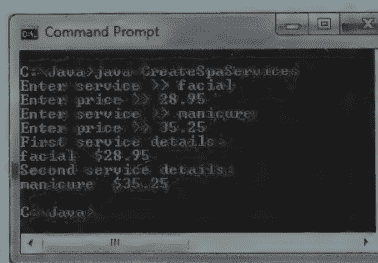 Command Prompt
C:\Java>java CreateSpaServices
Enter service >> facial
Enter price >> 28.95
Enter service >> manicure
Enter price >> 35.25
First service details:
facial $28.95
Second service details:
manicure $35.25
C:\Java>